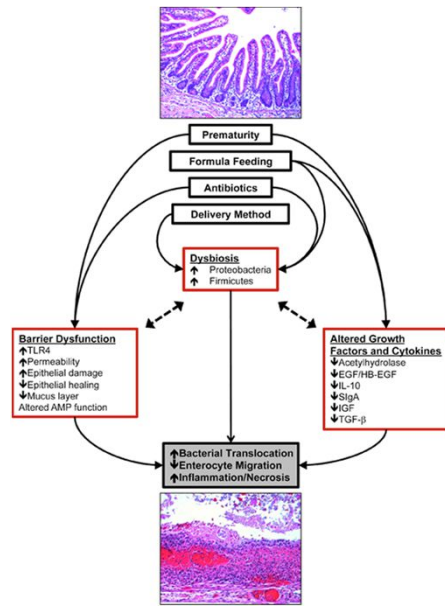 Prematurity
Formula Feeding
Antibiotics
Delivery Method
Dysbiosis
↑ Proteobacteria
↑ Firmicutes
Barrier Dysfunction
↑TLR4
↑Permeability
↑Epithelial damage
↓Epithelial healing
↓Mucus layer
Altered AMP function
Altered Growth
Factors and Cytokines
↓Acetylhydrolase
↓EGF/HB-EGF
↓IL-10
↓SIgA
↓IGF
↓TGF-β
↑Bacterial Translocation
↓Enterocyte Migration
↑Inflammation/Necrosis